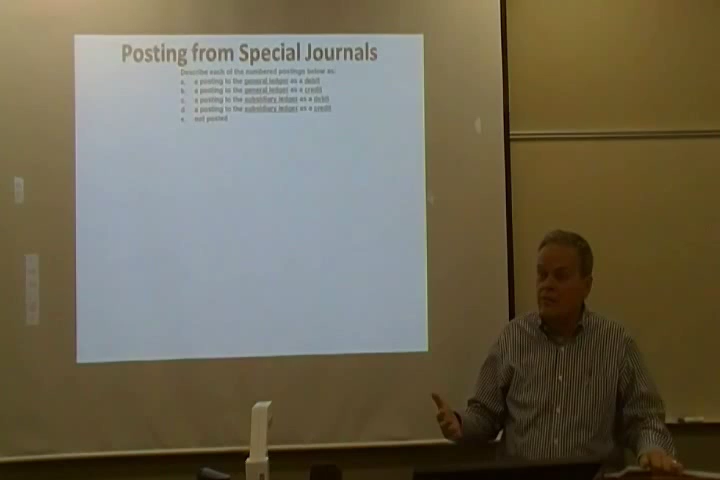 Posting from Special Journals
Describe each of the numbered postings below as:
a. a posting to the general ledger as a debit
b. a posting to the general ledger as a credit
c. a posting to the subsidiary ledger as a debit
d. a posting to the subsidiary ledger as a credit
e. not posted